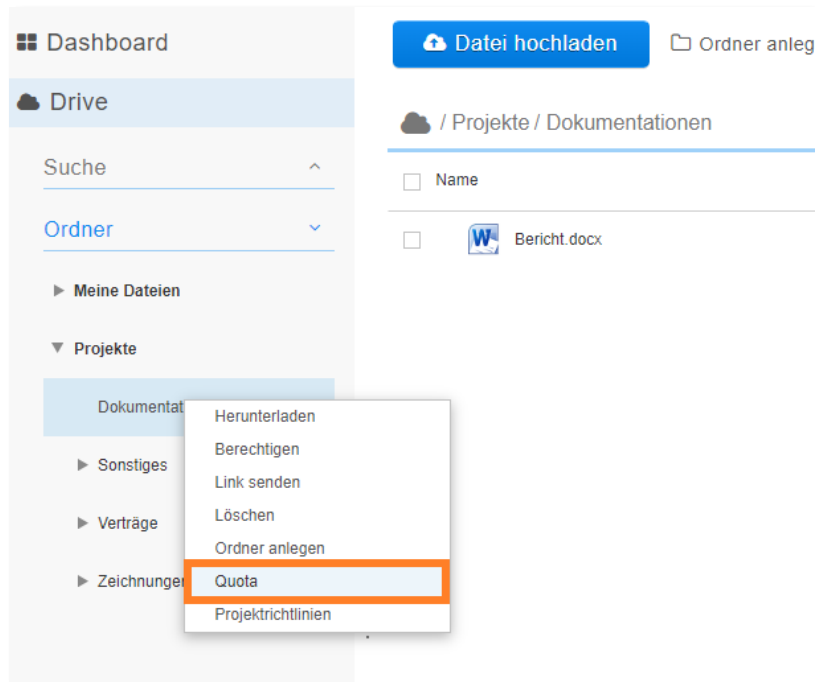 Dashboard
Drive
Suche
Ordner
Meine Dateien
Projekte
Dokumentat
Sonstiges
Verträge
Zeichnunge
Herunterladen
Berechtigen
Link senden
Löschen
Ordner anlegen
Quota
Projektrichtlinien
Datei hochladen
Ordner anleg
/ Projekte / Dokumentationen
Name
W
Bericht.docx